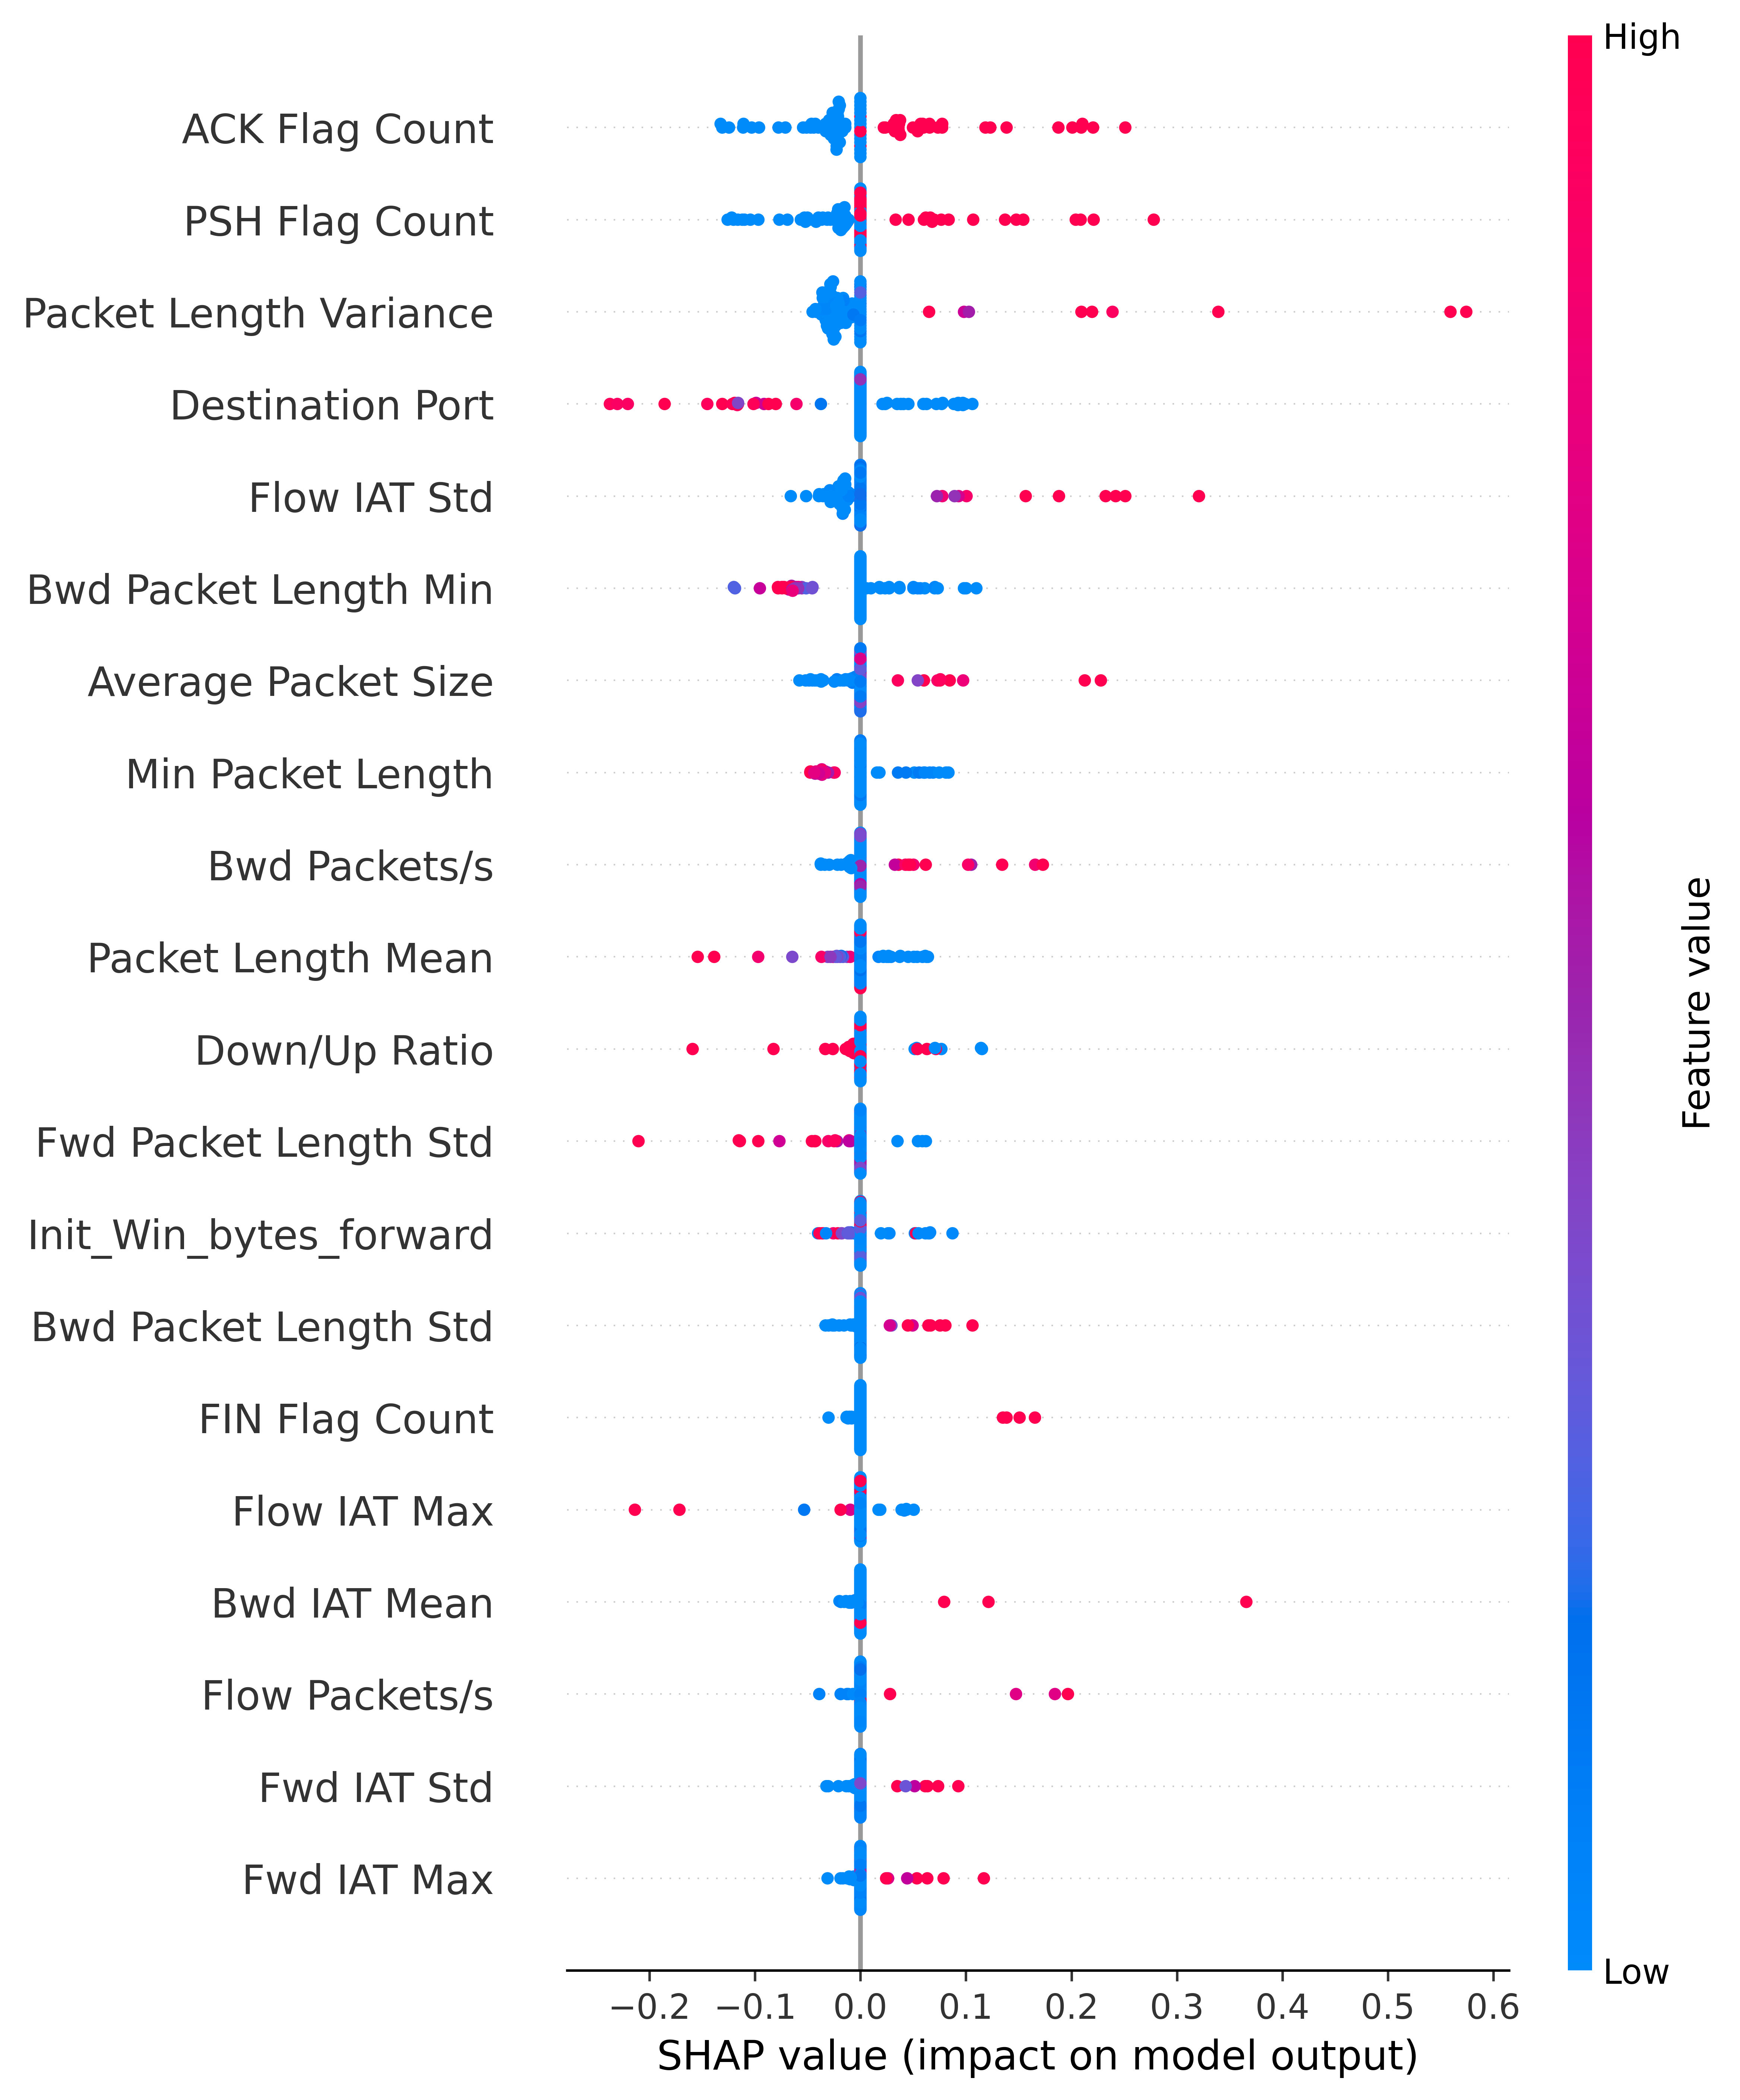 High
ACK Flag Count
PSH Flag Count
Packet Length Variance
Destination Port
Flow IAT Std
Bwd Packet Length Min
Average Packet Size
Min Packet Length
Bwd Packets/s
Packet Length Mean
Down/Up Ratio
Fwd Packet Length Std
Init_Win_bytes_forward
Bwd Packet Length Std
FIN Flag Count
Flow IAT Max
Bwd IAT Mean
Flow Packets/s
Fwd IAT Std
Fwd IAT Max
Feature value
Low
−0.2 −0.1 0.0 0.1 0.2 0.3 0.4 0.5 0.6
SHAP value (impact on model output)